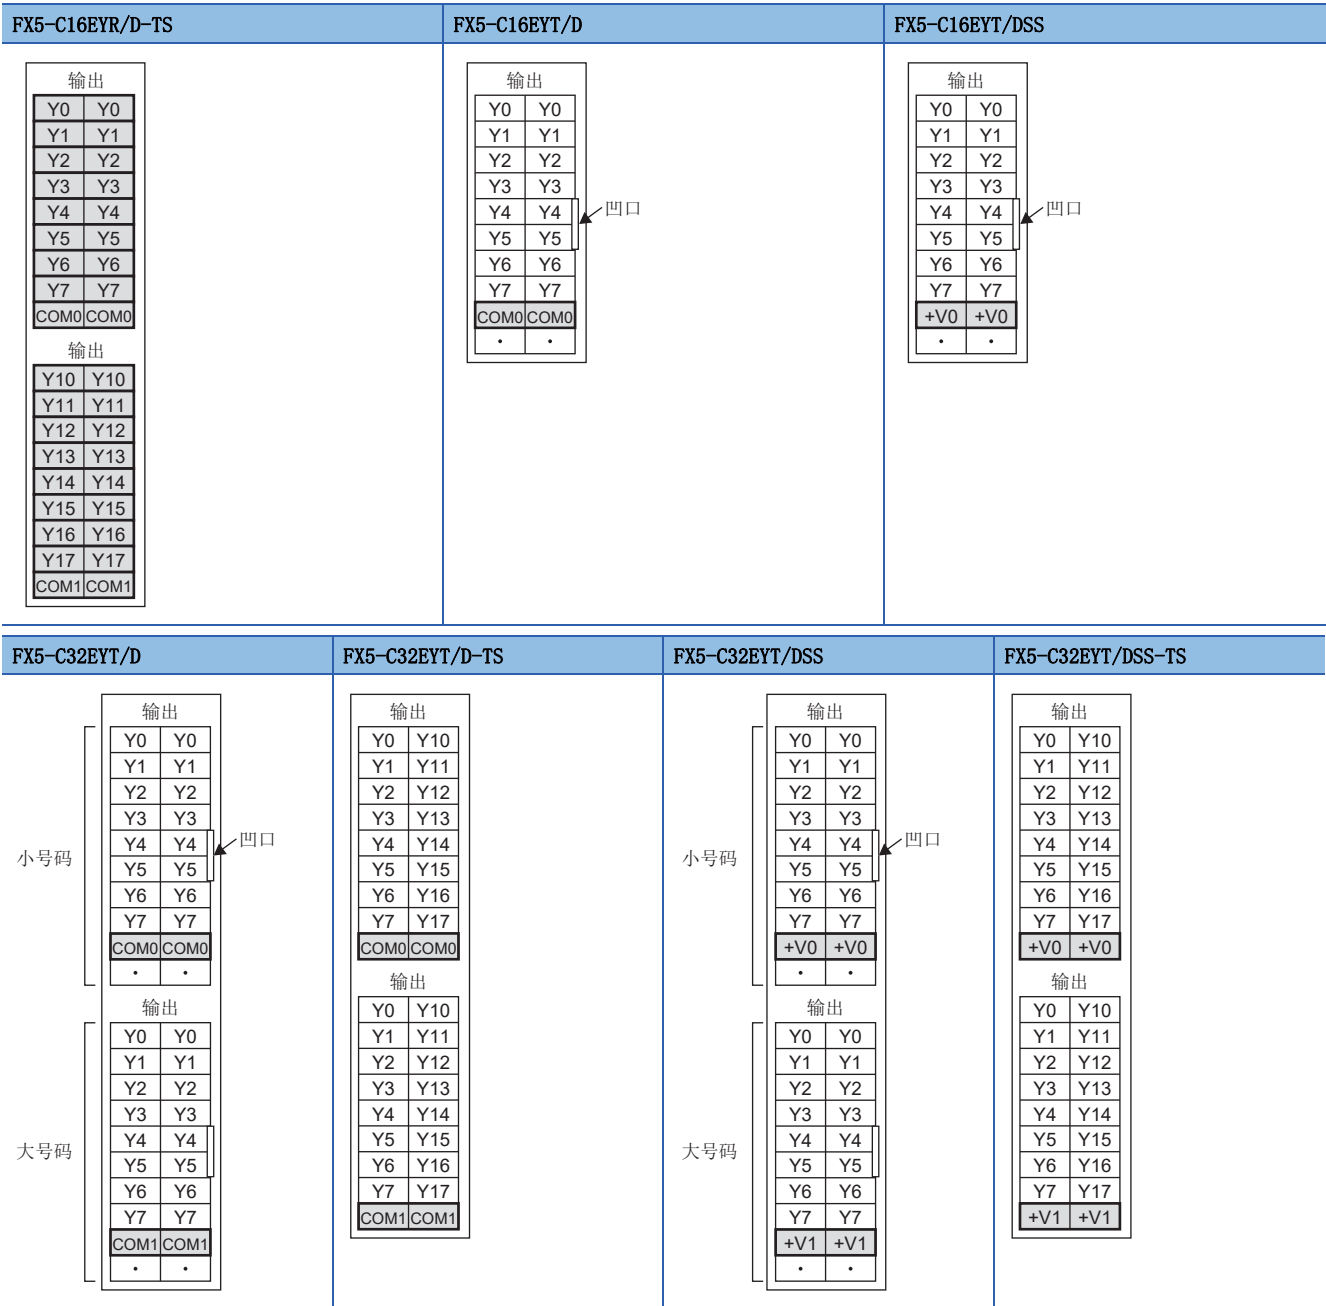 FX5-C16EYR/D-TS
输出
Y0 Y0
Y1 Y1
Y2 Y2
Y3 Y3
Y4 Y4
Y5 Y5
Y6 Y6
Y7 Y7
COM0 COM0
输出
Y10 Y10
Y11 Y11
Y12 Y12
Y13 Y13
Y14 Y14
Y15 Y15
Y16 Y16
Y17 Y17
COM1 COM1
FX5-C16EYT/D
输出
Y0 Y0
Y1 Y1
Y2 Y2
Y3 Y3
Y4 Y4
Y5 Y5
Y6 Y6
Y7 Y7
COM0 COM0
• •
凹口
FX5-C16EYT/DSS
输出
Y0 Y0
Y1 Y1
Y2 Y2
Y3 Y3
Y4 Y4
Y5 Y5
Y6 Y6
Y7 Y7
+V0 +V0
• •
凹口
FX5-C32EYT/D
小号码
输出
Y0 Y0
Y1 Y1
Y2 Y2
Y3 Y3
Y4 Y4
Y5 Y5
Y6 Y6
Y7 Y7
COM0 COM0
• •
凹口
大号码
输出
Y0 Y0
Y1 Y1
Y2 Y2
Y3 Y3
Y4 Y4
Y5 Y5
Y6 Y6
Y7 Y7
COM1 COM1
• •
FX5-C32EYT/D-TS
输出
Y0 Y10
Y1 Y11
Y2 Y12
Y3 Y13
Y4 Y14
Y5 Y15
Y6 Y16
Y7 Y17
COM0 COM0
输出
Y0 Y10
Y1 Y11
Y2 Y12
Y3 Y13
Y4 Y14
Y5 Y15
Y6 Y16
Y7 Y17
COM1 COM1
FX5-C32EYT/DSS
小号码
输出
Y0 Y0
Y1 Y1
Y2 Y2
Y3 Y3
Y4 Y4
Y5 Y5
Y6 Y6
Y7 Y7
+V0 +V0
• •
凹口
大号码
输出
Y0 Y0
Y1 Y1
Y2 Y2
Y3 Y3
Y4 Y4
Y5 Y5
Y6 Y6
Y7 Y7
+V1 +V1
• •
FX5-C32EYT/DSS-TS
输出
Y0 Y10
Y1 Y11
Y2 Y12
Y3 Y13
Y4 Y14
Y5 Y15
Y6 Y16
Y7 Y17
+V0 +V0
输出
Y0 Y10
Y1 Y11
Y2 Y12
Y3 Y13
Y4 Y14
Y5 Y15
Y6 Y16
Y7 Y17
+V1 +V1